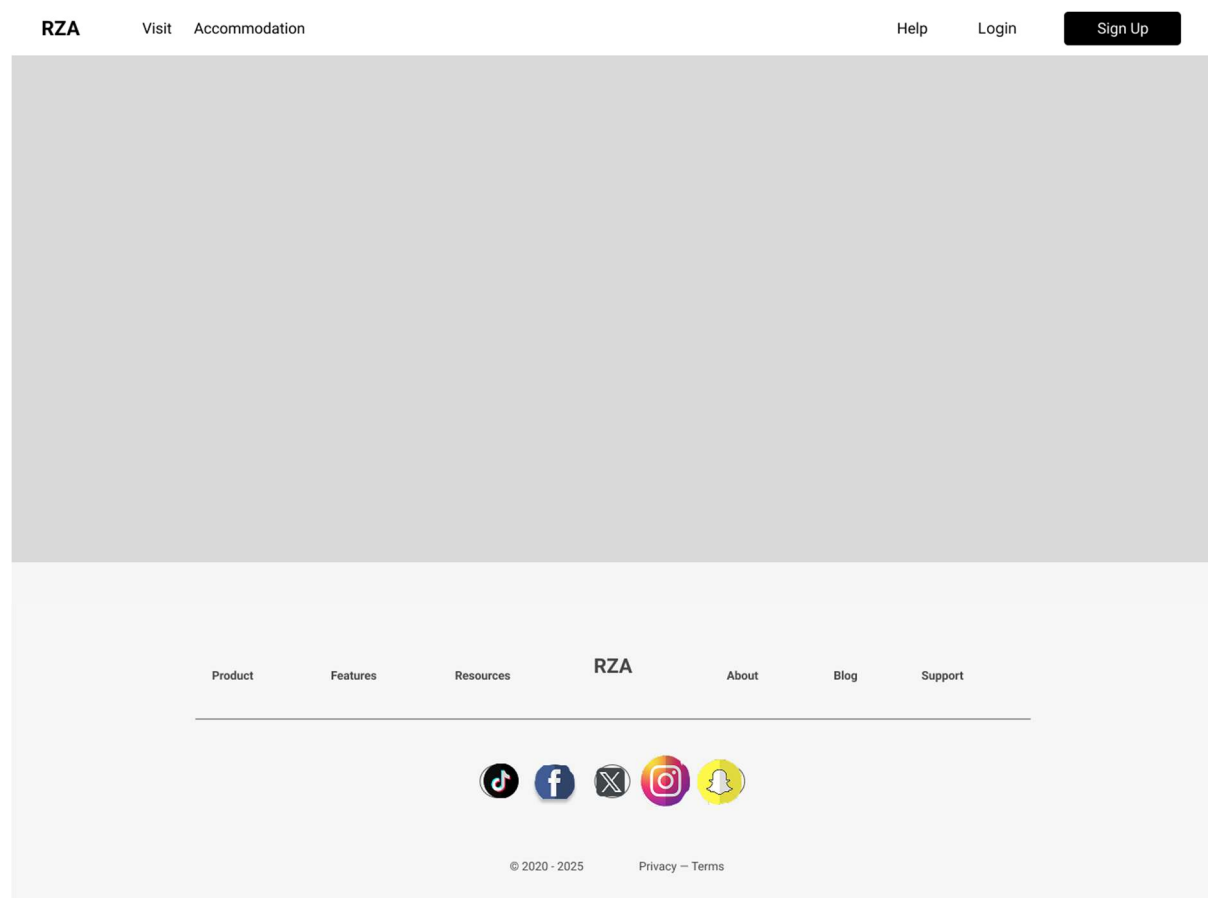 RZA Visit Accommodation Help Login Sign Up
Product Features Resources RZA About Blog Support
© 2020 - 2025 Privacy — Terms